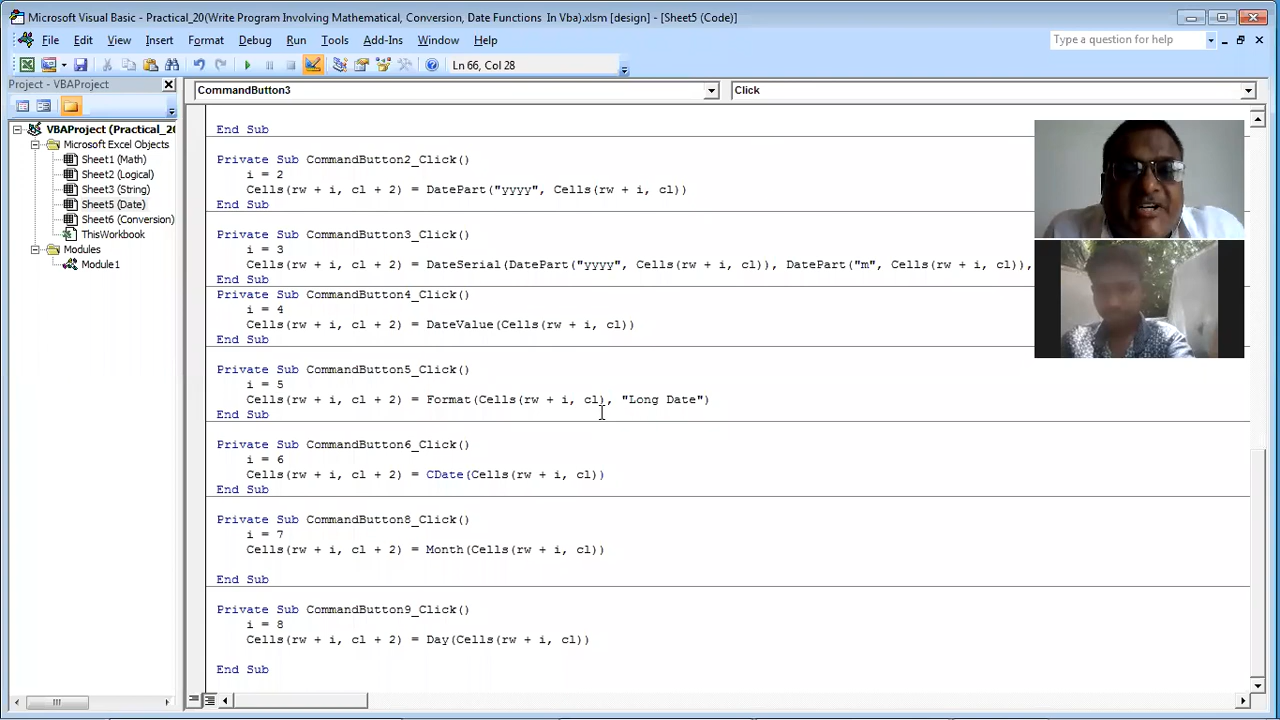 Microsoft Visual Basic - Practical_20(Write Program Involving Mathematical, Conversion, Date Functions In Vba).xlsm [design] - [Sheet5 (Code)]
File Edit View Insert Format Debug Run Tools Add-Ins Window Help
Type a question for help
Ln 66, Col 28
Project - VBAProject
CommandButton3
Click
VBAProject (Practical_20
Microsoft Excel Objects
Sheet1 (Math)
Sheet2 (Logical)
Sheet3 (String)
Sheet5 (Date)
Sheet6 (Conversion)
ThisWorkbook
Modules
Module1
End Sub
Private Sub CommandButton2_Click()
i = 2
Cells(rw + i, cl + 2) = DatePart("yyyy", Cells(rw + i, cl))
End Sub
Private Sub CommandButton3_Click()
i = 3
Cells(rw + i, cl + 2) = DateSerial(DatePart("yyyy", Cells(rw + i, cl)), DatePart("m", Cells(rw + i, cl)),
End Sub
Private Sub CommandButton4_Click()
i = 4
Cells(rw + i, cl + 2) = DateValue(Cells(rw + i, cl))
End Sub
Private Sub CommandButton5_Click()
i = 5
Cells(rw + i, cl + 2) = Format(Cells(rw + i, cl), "Long Date")
End Sub
Private Sub CommandButton6_Click()
i = 6
Cells(rw + i, cl + 2) = CDate(Cells(rw + i, cl))
End Sub
Private Sub CommandButton8_Click()
i = 7
Cells(rw + i, cl + 2) = Month(Cells(rw + i, cl))
End Sub
Private Sub CommandButton9_Click()
i = 8
Cells(rw + i, cl + 2) = Day(Cells(rw + i, cl))
End Sub